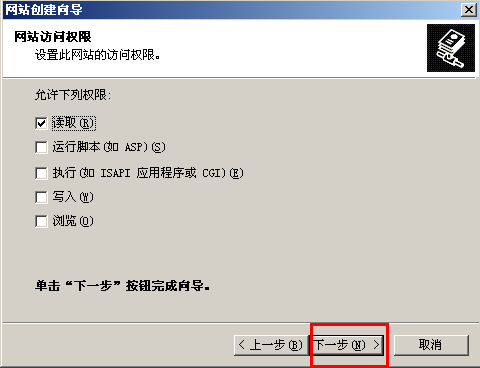 网站创建向导
网站访问权限
设置此网站的访问权限。
允许下列权限:
读取(R)
运行脚本(如 ASP)(S)
执行(如 ISAPI 应用程序或 CGI)(E)
写入(W)
浏览(O)
单击“下一步”按钮完成向导。
< 上一步(B) 下一步(N) > 取消